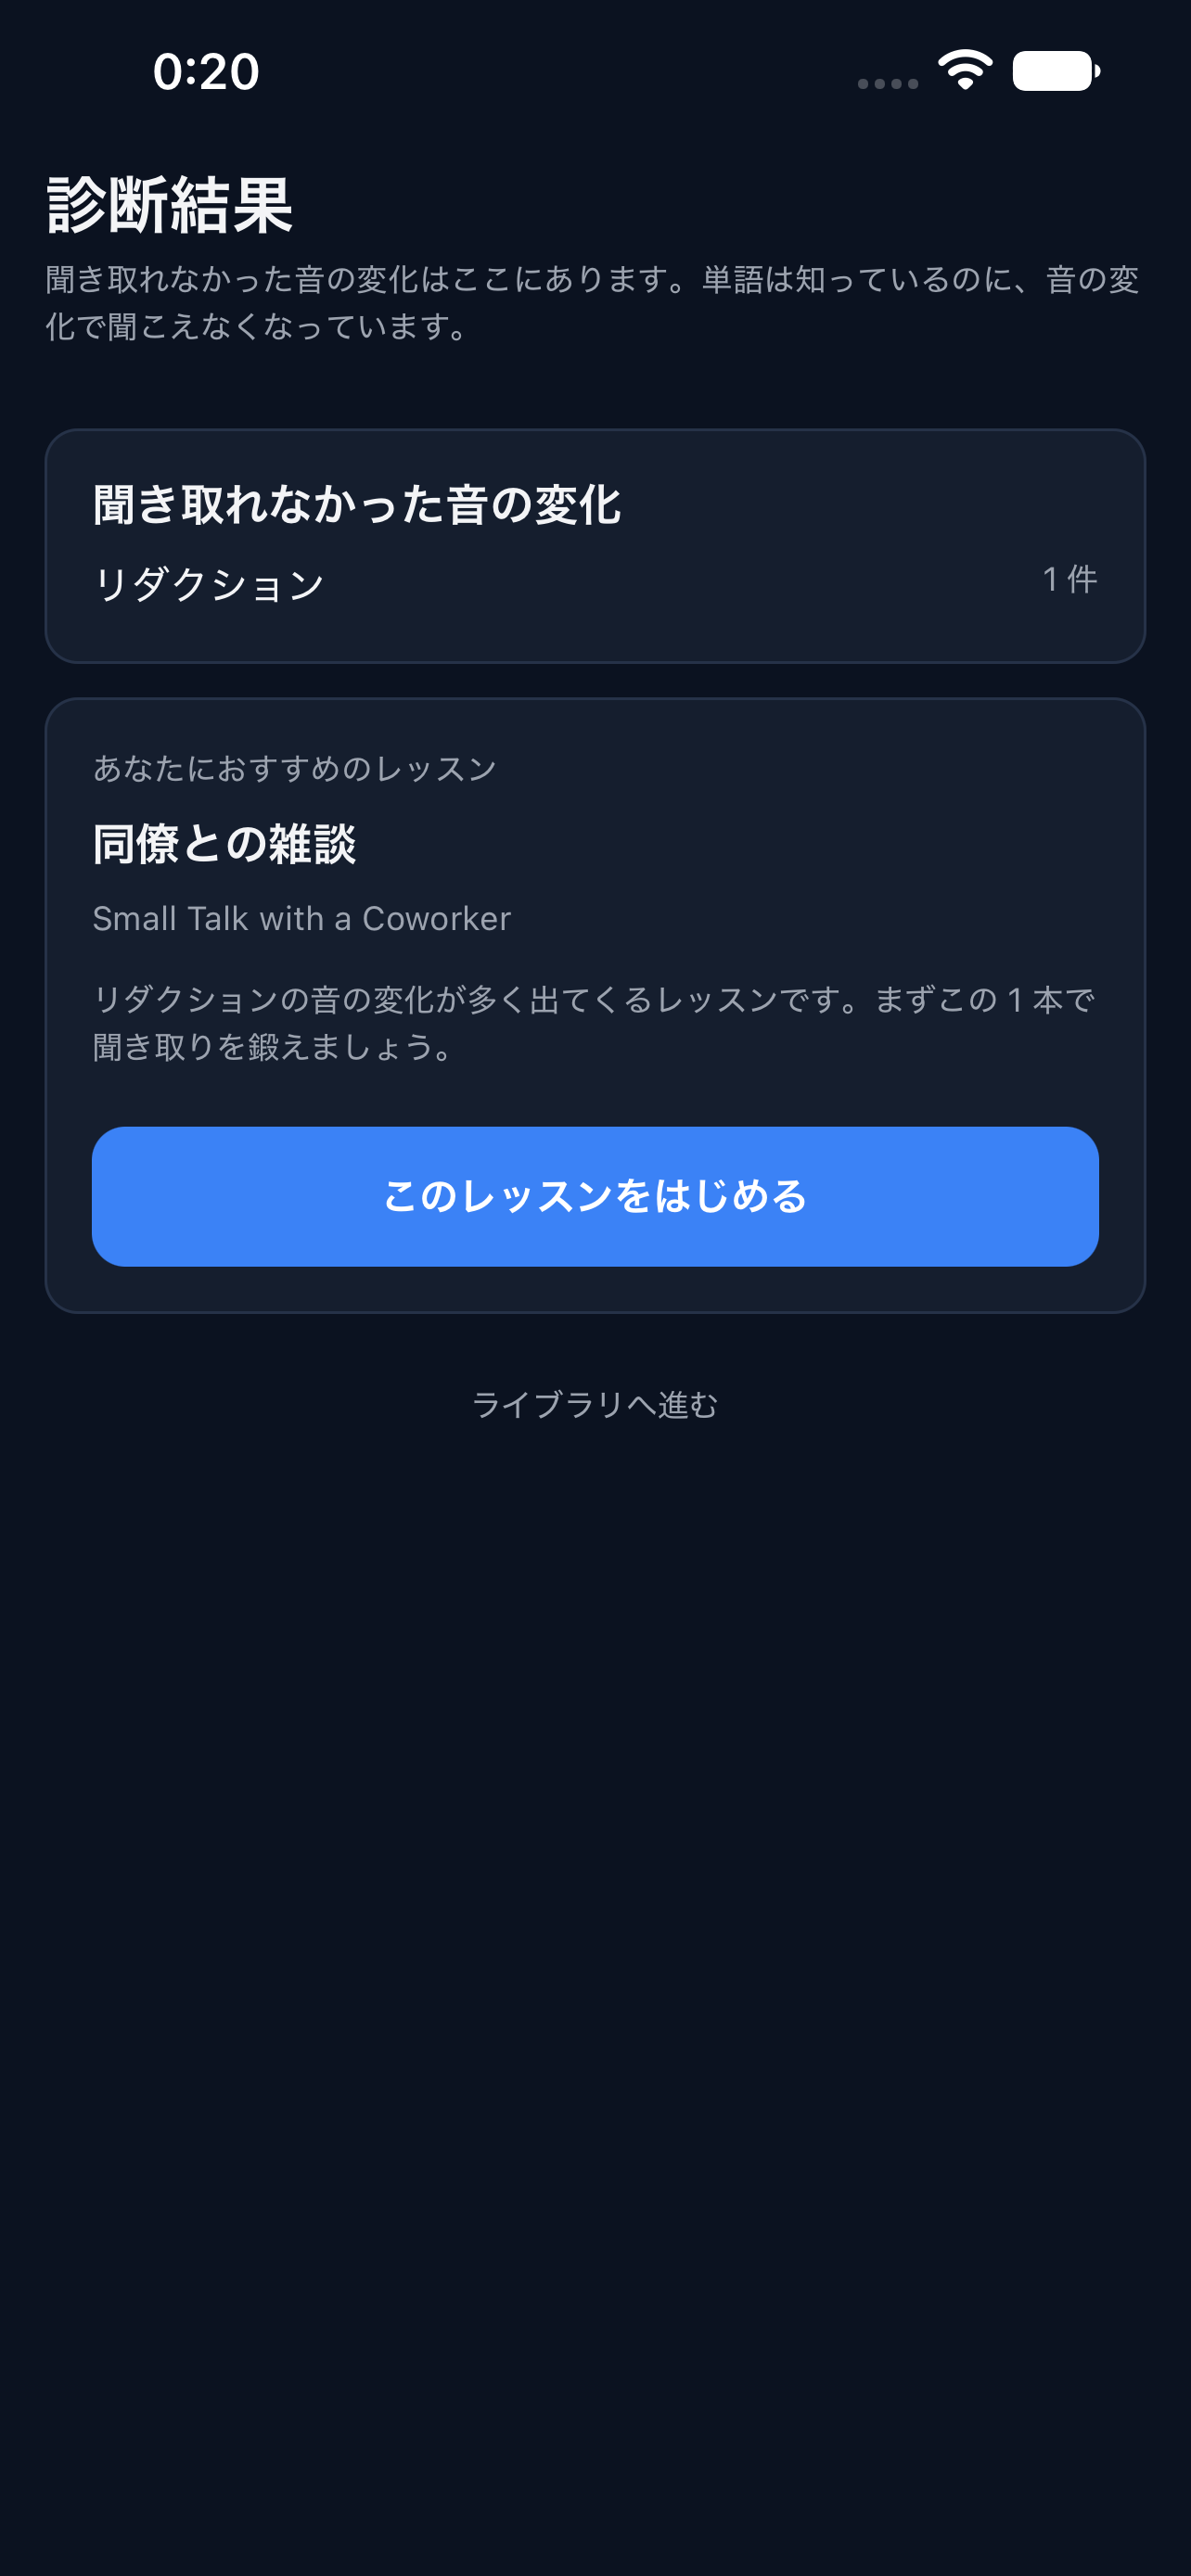 0:20
診断結果
聞き取れなかった音の変化はここにあります。単語は知っているのに、音の変
化で聞こえなくなっています。
聞き取れなかった音の変化
リダクション
1 件
あなたにおすすめのレッスン
同僚との雑談
Small Talk with a Coworker
リダクションの音の変化が多く出てくるレッスンです。まずこの 1 本で
聞き取りを鍛えましょう。
このレッスンをはじめる
ライブラリへ進む